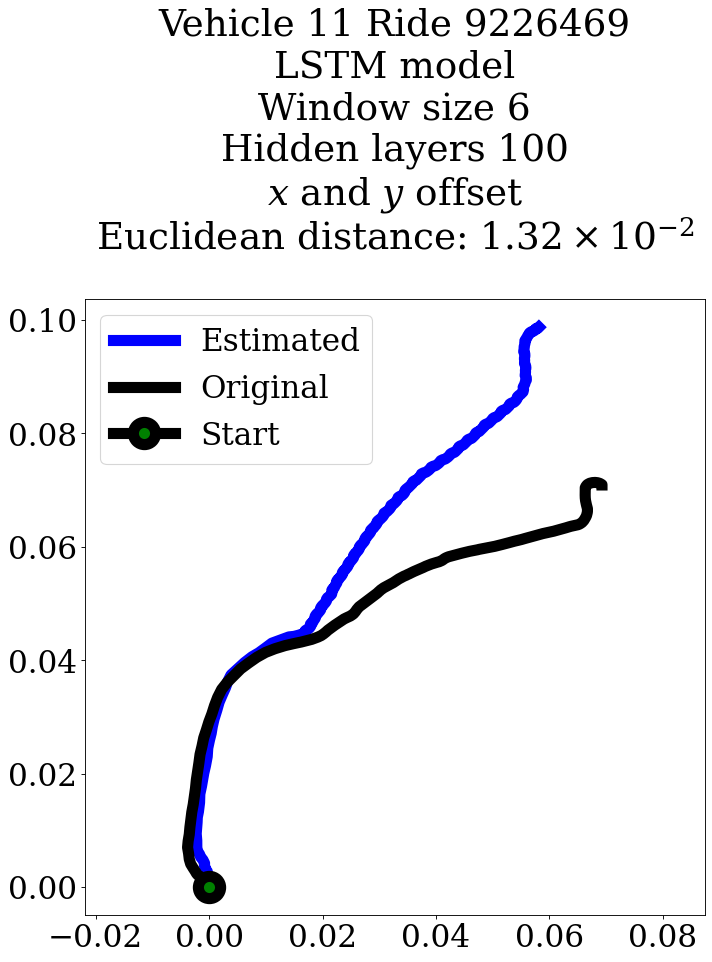 Vehicle 11 Ride 9226469
LSTM model
Window size 6
Hidden layers 100
x and y offset
Euclidean distance: 1.32 × 10⁻²
Estimated
Original
Start
0.10
0.08
0.06
0.04
0.02
0.00
−0.02 0.00 0.02 0.04 0.06 0.08